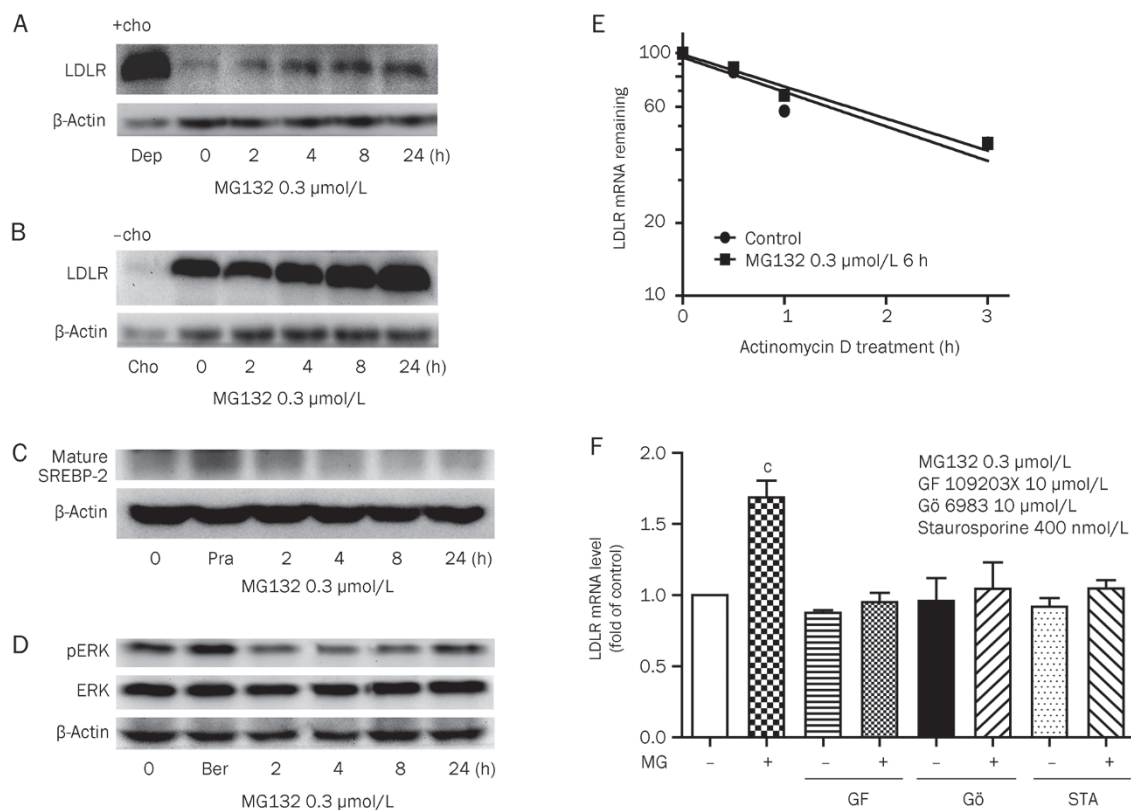 A
+cho
LDLR
β-Actin
Dep 0 2 4 8 24 (h)
MG132 0.3 µmol/L
B
–cho
LDLR
β-Actin
Cho 0 2 4 8 24 (h)
MG132 0.3 µmol/L
C
Mature
SREBP-2
β-Actin
0 Pra 2 4 8 24 (h)
MG132 0.3 µmol/L
D
pERK
ERK
β-Actin
0 Ber 2 4 8 24 (h)
MG132 0.3 µmol/L
E
LDLR mRNA remaining
100
60
20
10
Control
MG132 0.3 µmol/L 6 h
0 1 2 3
Actinomycin D treatment (h)
F
LDLR mRNA level
(fold of control)
2.0
1.5
1.0
0.5
0.0
c
MG132 0.3 µmol/L
GF 109203X 10 µmol/L
Gö 6983 10 µmol/L
Staurosporine 400 nmol/L
MG – + – + – + – +
GF Gö STA